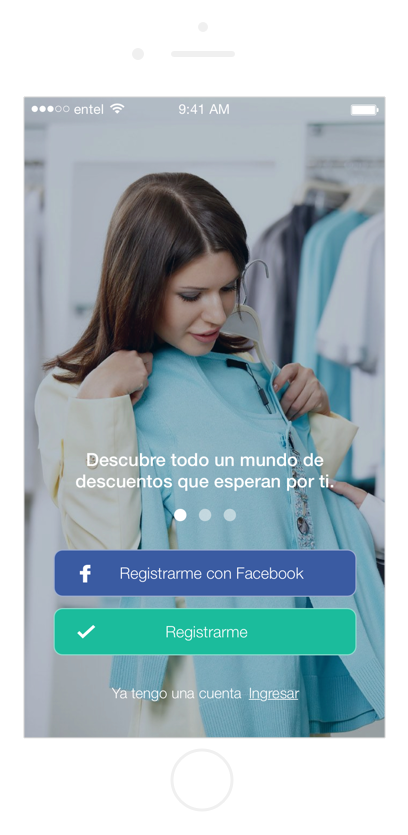 entel 9:41 AM
Descubre todo un mundo de
descuentos que esperan por ti.
f Registrarme con Facebook
Registrarme
Ya tengo una cuenta Ingresar